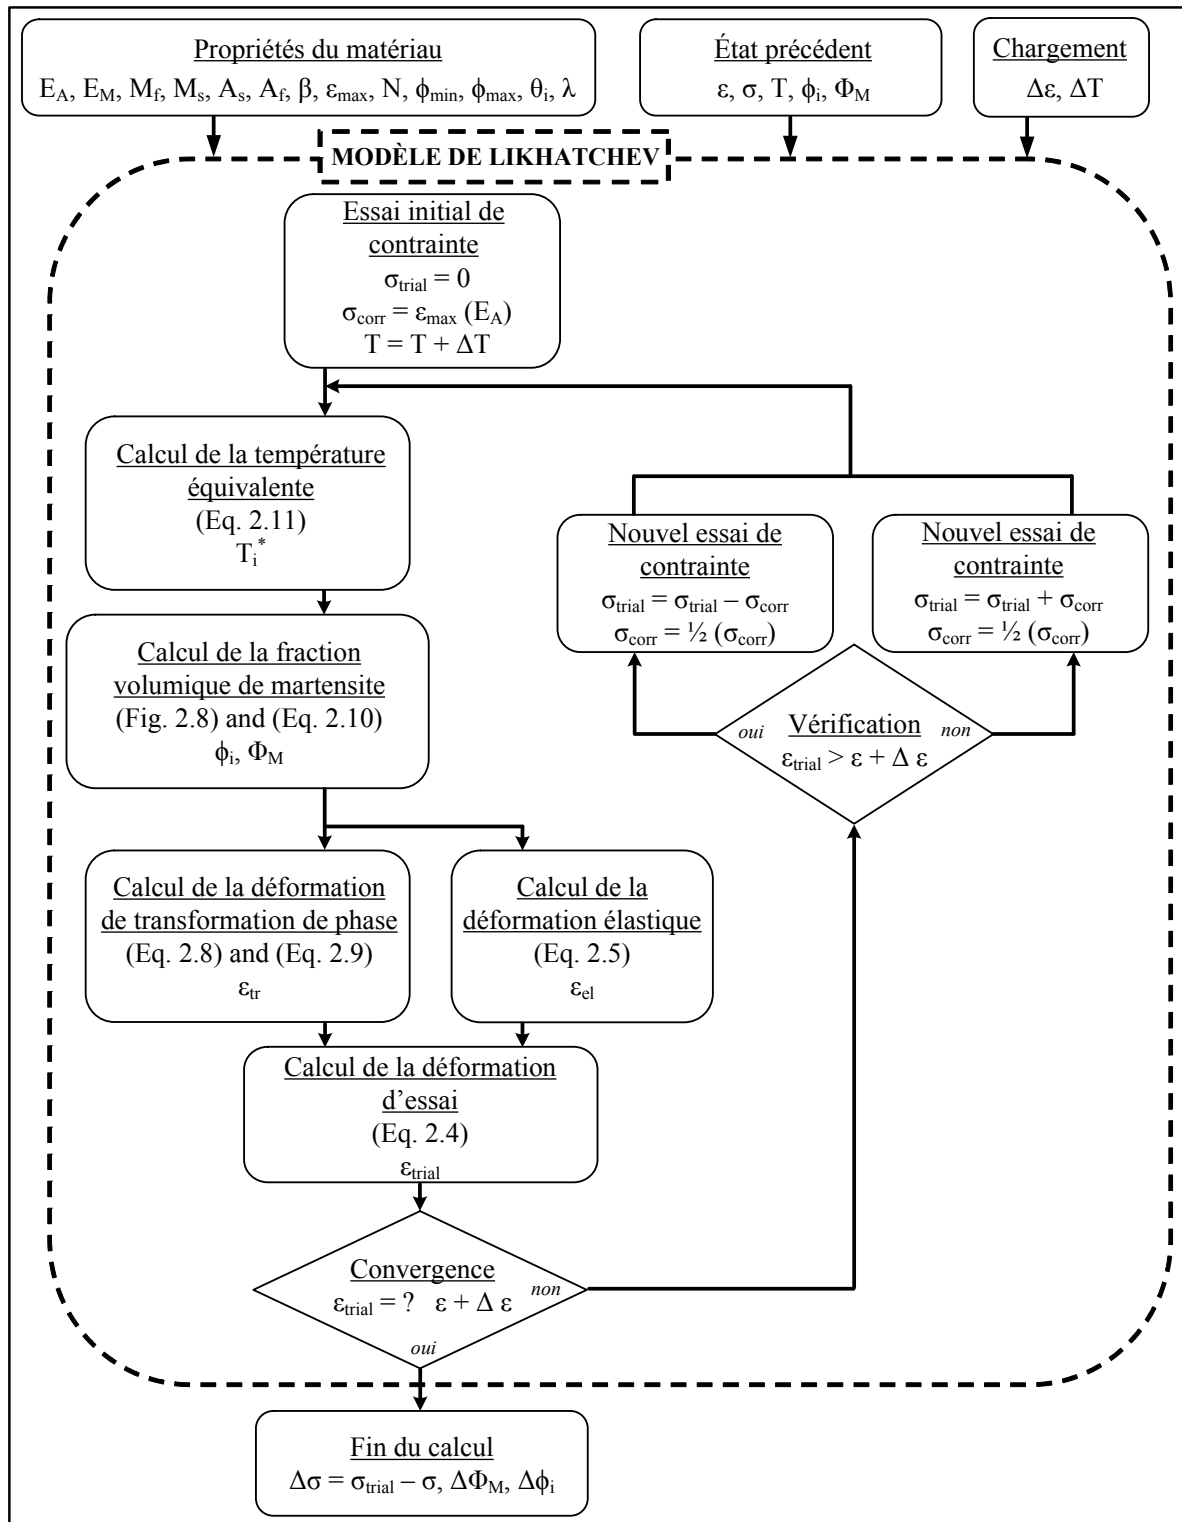 Propriétés du matériau
E_A, E_M, M_f, M_s, A_s, A_f, β, ε_max, N, ϕ_min, ϕ_max, θ_i, λ
État précédent
ε, σ, T, ϕ_i, Φ_M
Chargement
Δε, ΔT
MODÈLE DE LIKHATCHEV
Essai initial de
contrainte
σ_trial = 0
σ_corr = ε_max (E_A)
T = T + ΔT
Calcul de la température
équivalente
(Eq. 2.11)
T_i^*
Calcul de la fraction
volumique de martensite
(Fig. 2.8) and (Eq. 2.10)
ϕ_i, Φ_M
Nouvel essai de
contrainte
σ_trial = σ_trial – σ_corr
σ_corr = ½ (σ_corr)
Nouvel essai de
contrainte
σ_trial = σ_trial + σ_corr
σ_corr = ½ (σ_corr)
oui
Vérification
non
ε_trial > ε + Δ ε
Calcul de la déformation
de transformation de phase
(Eq. 2.8) and (Eq. 2.9)
ε_tr
Calcul de la
déformation élastique
(Eq. 2.5)
ε_el
Calcul de la déformation
d’essai
(Eq. 2.4)
ε_trial
Convergence
ε_trial = ? ε + Δ ε
non
oui
Fin du calcul
Δσ = σ_trial – σ, ΔΦ_M, Δϕ_i